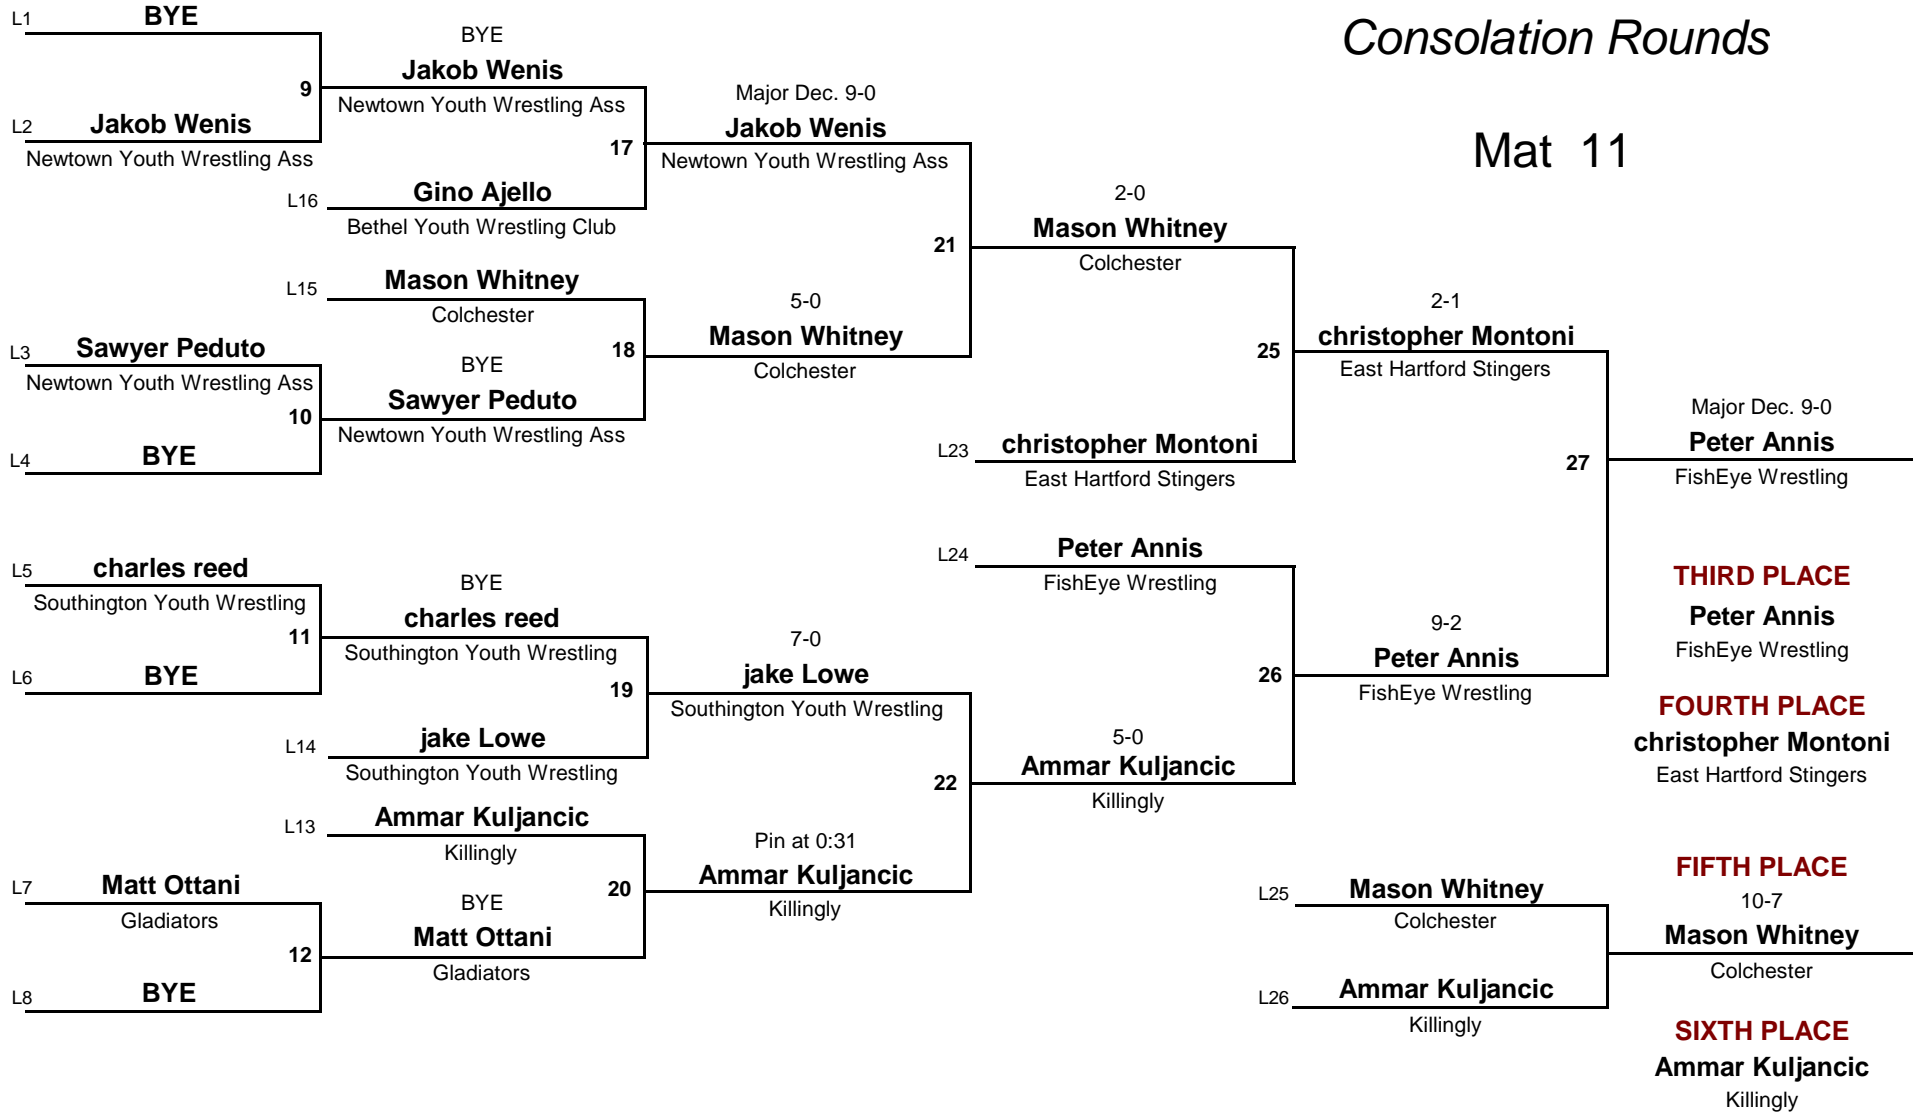 Consolation Rounds
Mat 11
L1
BYE
9
L2
Jakob Wenis
Newtown Youth Wrestling Ass
L3
Sawyer Peduto
Newtown Youth Wrestling Ass
10
L4
BYE
L5
charles reed
Southington Youth Wrestling
11
L6
BYE
L7
Matt Ottani
Gladiators
12
L8
BYE
BYE
Jakob Wenis
Newtown Youth Wrestling Ass
17
L16
Gino Ajello
Bethel Youth Wrestling Club
L15
Mason Whitney
Colchester
18
BYE
Sawyer Peduto
Newtown Youth Wrestling Ass
BYE
charles reed
Southington Youth Wrestling
19
L14
jake Lowe
Southington Youth Wrestling
L13
Ammar Kuljancic
Killingly
20
BYE
Matt Ottani
Gladiators
Major Dec. 9-0
Jakob Wenis
Newtown Youth Wrestling Ass
21
5-0
Mason Whitney
Colchester
7-0
jake Lowe
Southington Youth Wrestling
22
Pin at 0:31
Ammar Kuljancic
Killingly
2-0
Mason Whitney
Colchester
25
L23
christopher Montoni
East Hartford Stingers
L24
Peter Annis
FishEye Wrestling
26
5-0
Ammar Kuljancic
Killingly
2-1
christopher Montoni
East Hartford Stingers
27
9-2
Peter Annis
FishEye Wrestling
L25
Mason Whitney
Colchester
L26
Ammar Kuljancic
Killingly
Major Dec. 9-0
Peter Annis
FishEye Wrestling
THIRD PLACE
Peter Annis
FishEye Wrestling
FOURTH PLACE
christopher Montoni
East Hartford Stingers
FIFTH PLACE
10-7
Mason Whitney
Colchester
SIXTH PLACE
Ammar Kuljancic
Killingly